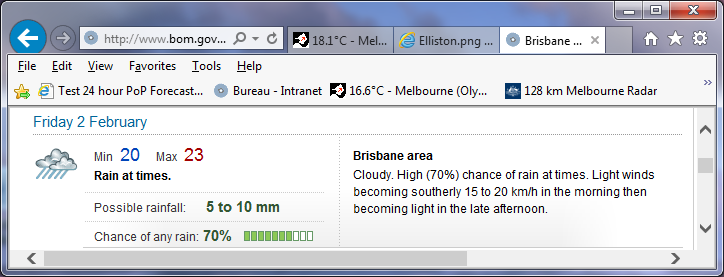 http://www.bom.gov...
18.1°C - Mel...
Elliston.png ...
Brisbane ...
File Edit View Favorites Tools Help
Test 24 hour PoP Forecast...
Bureau - Intranet
16.6°C - Melbourne (Oly...
128 km Melbourne Radar
Friday 2 February
Min 20 Max 23
Rain at times.
Possible rainfall: 5 to 10 mm
Chance of any rain: 70%
Brisbane area
Cloudy. High (70%) chance of rain at times. Light winds
becoming southerly 15 to 20 km/h in the morning then
becoming light in the late afternoon.